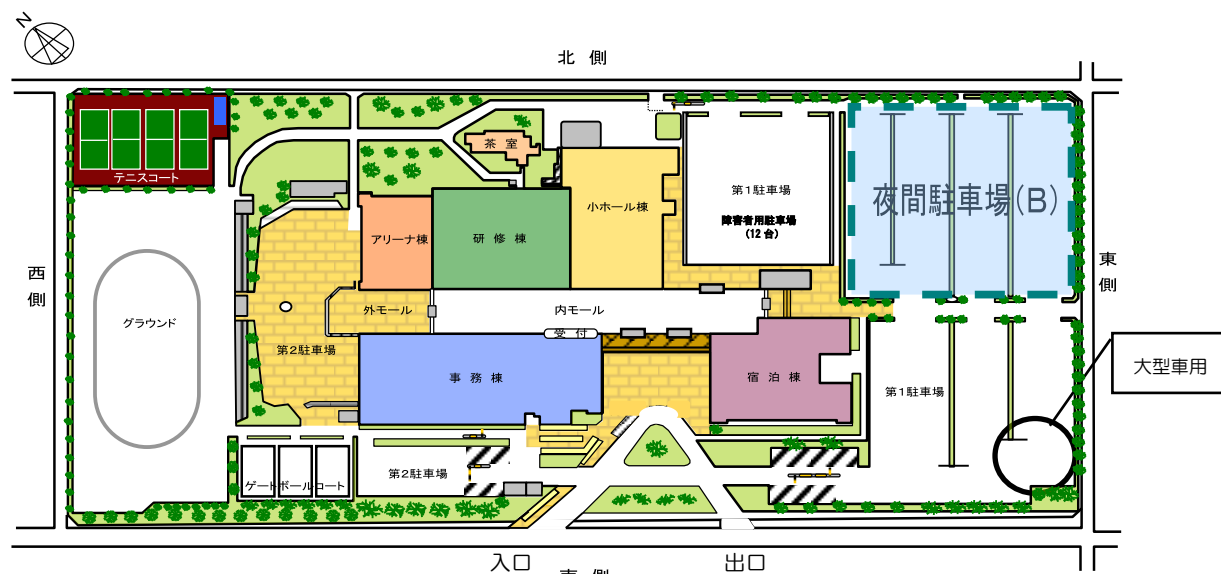 N
北 側
テニスコート
茶 室
小ホール棟
第1駐車場
障害者用駐車場
(12台)
夜間駐車場(B)
アリーナ棟
研 修 棟
西
側
東
側
グラウンド
外モール
内モール
受 付
第2駐車場
事 務 棟
宿 泊 棟
第1駐車場
大型車用
第2駐車場
ゲートボールコート
入口
出口